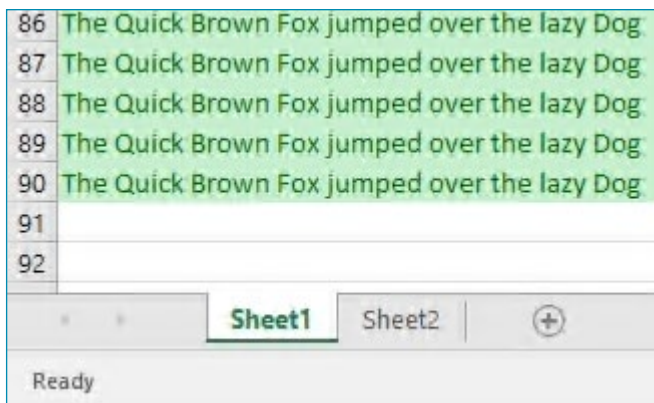 86 The Quick Brown Fox jumped over the lazy Dog
87 The Quick Brown Fox jumped over the lazy Dog
88 The Quick Brown Fox jumped over the lazy Dog
89 The Quick Brown Fox jumped over the lazy Dog
90 The Quick Brown Fox jumped over the lazy Dog
91
92
Sheet1 Sheet2
Ready